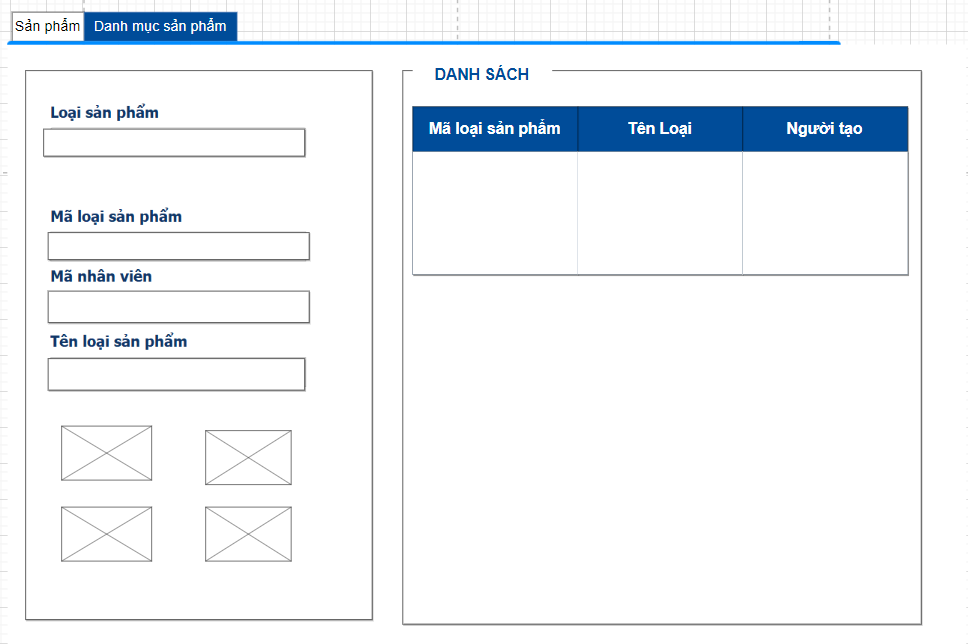 Sản phẩm
Danh mục sản phẩm
Loại sản phẩm
Mã loại sản phẩm
Mã nhân viên
Tên loại sản phẩm
DANH SÁCH
Mã loại sản phẩm
Tên Loại
Người tạo